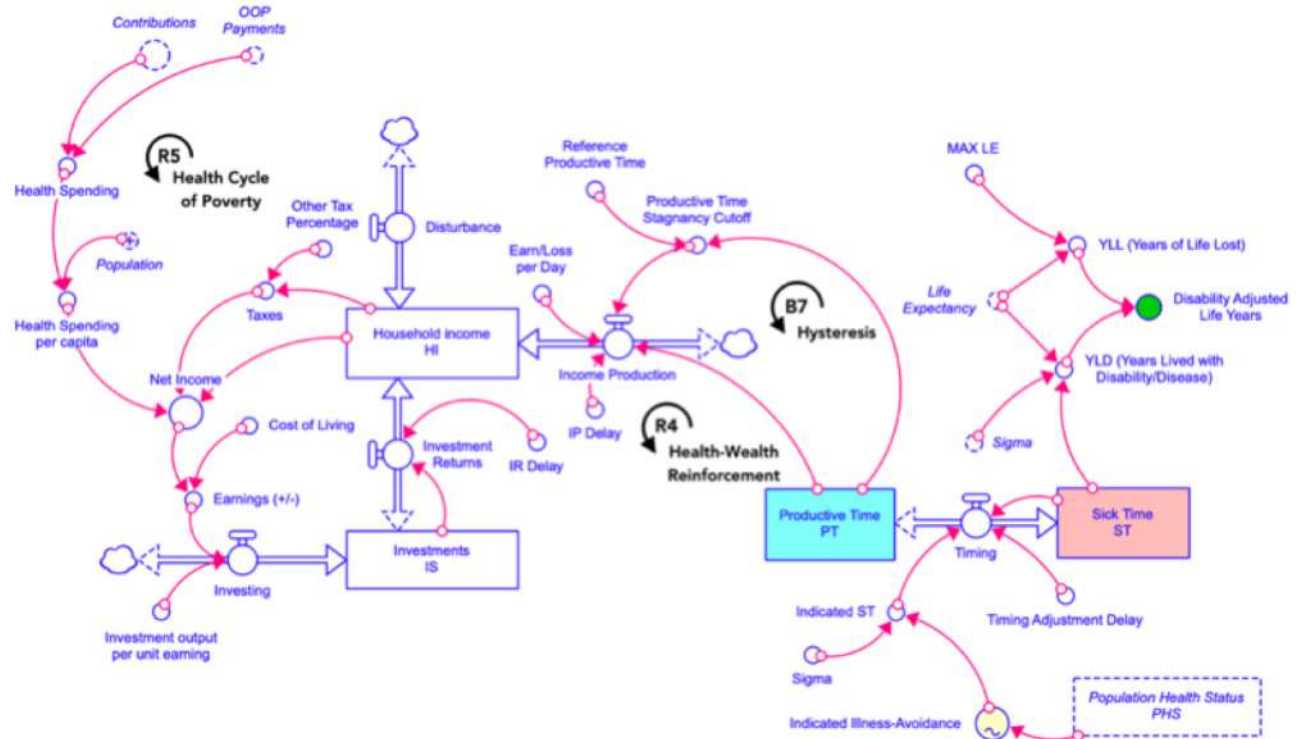 Contributions
OOP
Payments
R5
Health Cycle
of Poverty
Health Spending
Other Tax
Percentage
Disturbance
Population
Taxes
Health Spending
per capita
Household income
HI
Reference
Productive Time
Productive Time
Stagnancy Cutoff
Earn/Loss
per Day
B7
Hysteresis
Income Production
IP Delay
R4
Health-Wealth
Reinforcement
MAX LE
YLL (Years of Life Lost)
Life
Expectancy
Disability Adjusted
Life Years
YLD (Years Lived with
Disability/Disease)
Sigma
Net Income
Cost of Living
Investment
Returns
IR Delay
Earnings (+/-)
Investing
Investments
IS
Investment output
per unit earning
Productive Time
PT
Timing
Sick Time
ST
Indicated ST
Timing Adjustment Delay
Sigma
Indicated Illness-Avoidance
Population Health Status
PHS